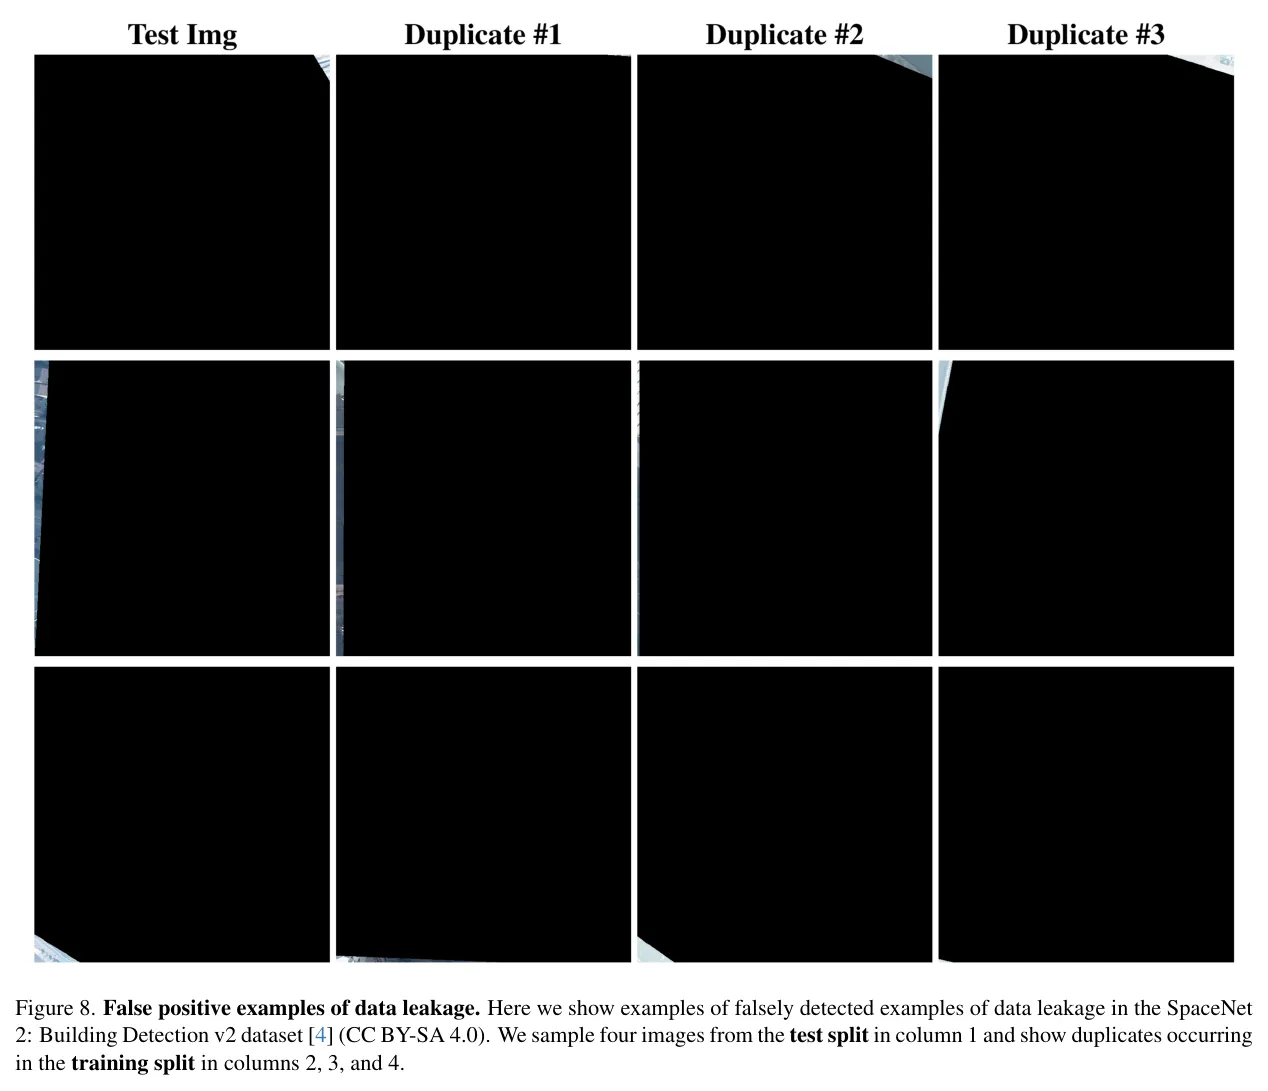 Test Img Duplicate #1 Duplicate #2 Duplicate #3
Figure 8. False positive examples of data leakage. Here we show examples of falsely detected examples of data leakage in the SpaceNet
2: Building Detection v2 dataset [4] (CC BY-SA 4.0). We sample four images from the test split in column 1 and show duplicates occurring
in the training split in columns 2, 3, and 4.